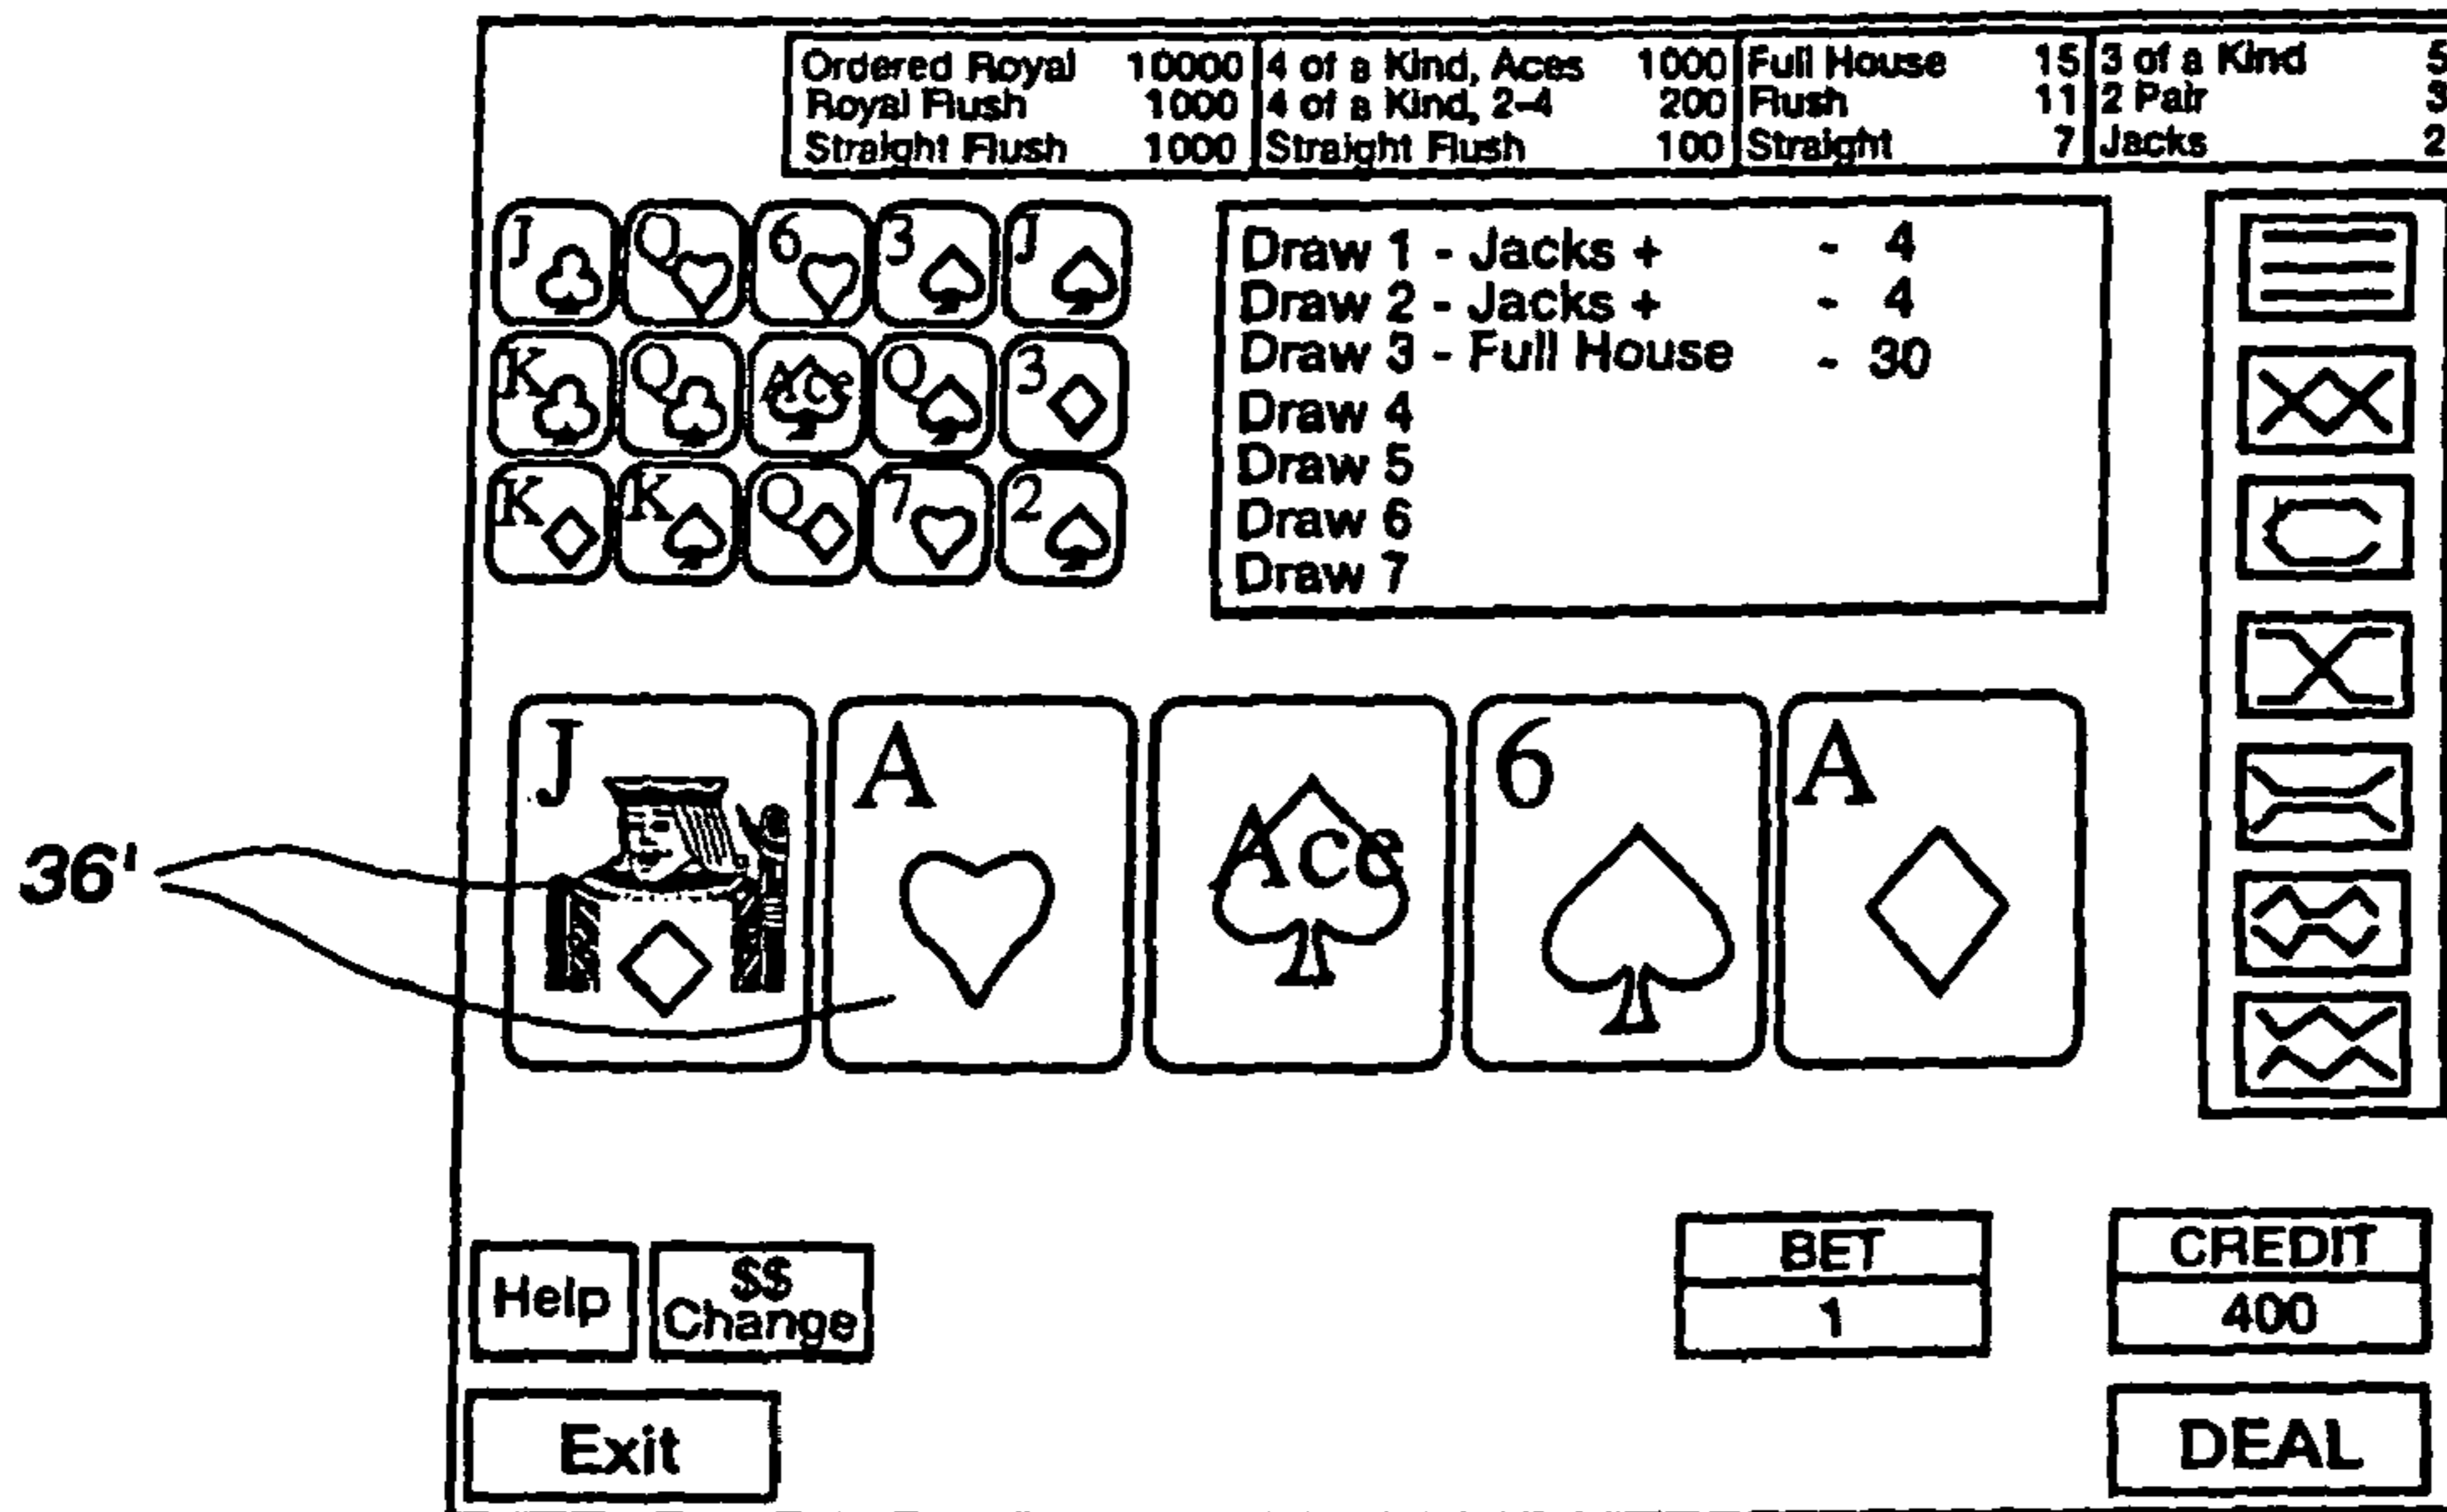 Ordered Royal 10000 4 of a Kind, Aces 1000 Full House 15 3 of a Kind 5
Royal Flush 1000 4 of a Kind, 2-4 200 Flush 11 2 Pair 3
Straight Flush 1000 Straight Flush 100 Straight 7 Jacks 2
J Q 6 3 J
K Q Ace Q 3
K K Q 7 2
Draw 1 - Jacks + - 4
Draw 2 - Jacks + - 4
Draw 3 - Full House - 30
Draw 4
Draw 5
Draw 6
Draw 7
J A Ace 6 A
36'
Help
$$
Change
BET
1
CREDIT
400
Exit
DEAL